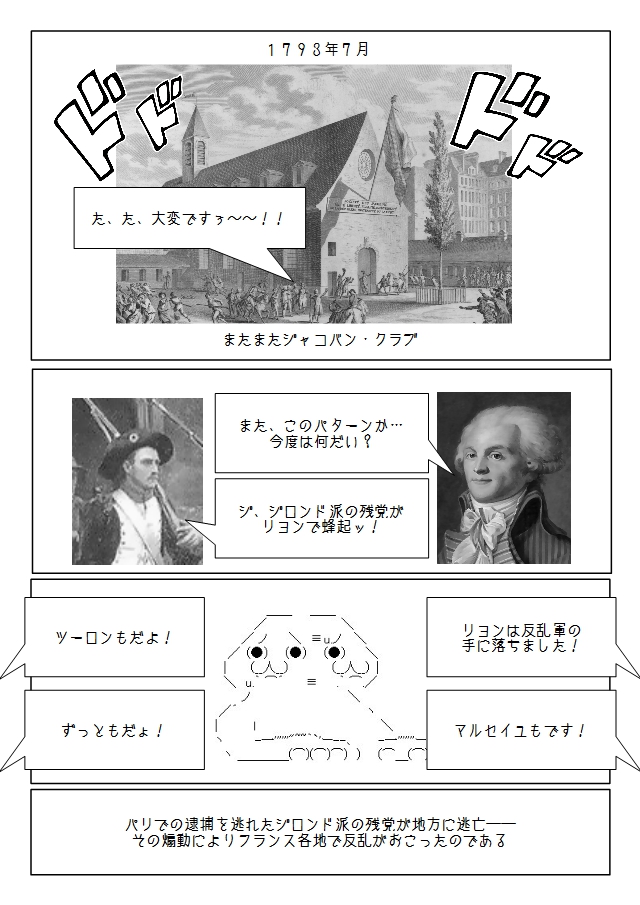 1793年7月
ドド
ドド
た、た、大変ですぅ～～！！
またまたジャコバン・クラブ
また、このパターンか…
今度は何だい？
ジ、ジロンド派の残党が
リヨンで蜂起ッ！
ツーロンもだよ！
リヨンは反乱軍の
手に落ちました！
ずっともだょ！
マルセイユもです！
パリでの逮捕を逃れたジロンド派の残党が地方に逃亡――
その煽動によりフランス各地で反乱がおこったのである